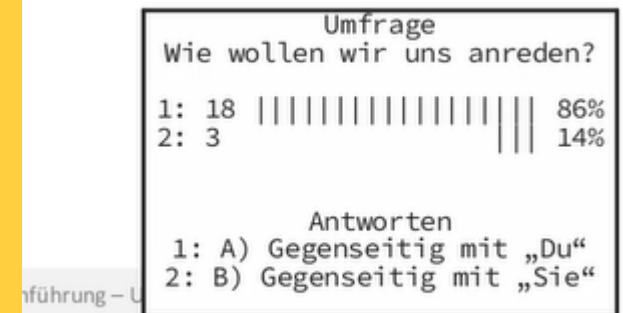 Umfrage
Wie wollen wir uns anreden?
1: 18 |||||||||||||||||| 86%
2: 3 ||| 14%
Antworten
1: A) Gegenseitig mit „Du“
2: B) Gegenseitig mit „Sie“
nführung – U